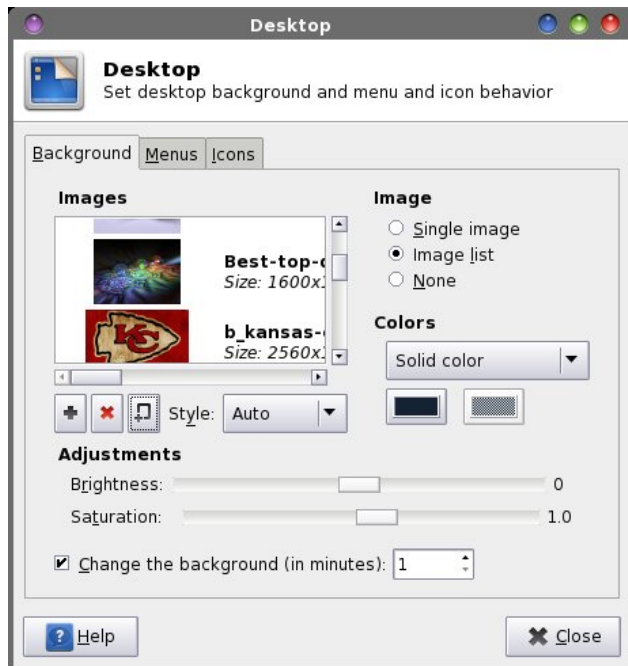 Desktop
Desktop
Set desktop background and menu and icon behavior
Background Menus Icons
Images
Best-top-
Size: 1600x
KC
b_kansas-
Size: 2560x
Style: Auto
Image
Single image
Image list
None
Colors
Solid color
Adjustments
Brightness: 0
Saturation: 1.0
Change the background (in minutes): 1
Help
Close